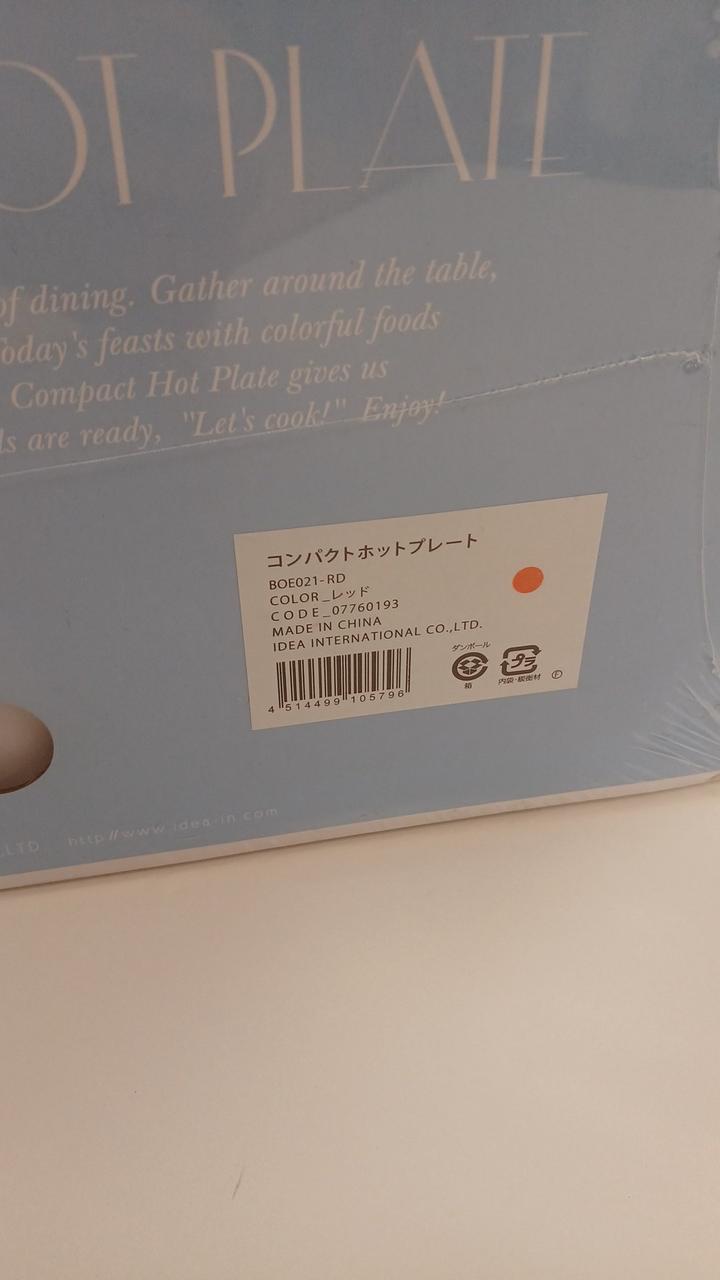 OT PLATE
of dining. Gather around the table,
Today's feasts with colorful foods
Compact Hot Plate gives us
ls are ready, "Let's cook!" Enjoy!
コンパクトホットプレート
BOE021-RD
COLOR_レッド
CODE_07760193
MADE IN CHINA
IDEA INTERNATIONAL CO.,LTD.
4 514499 105796
ダンボール
箱
プラ
内袋・緩衝材
F
.,LTD. http://www.idea-in.com